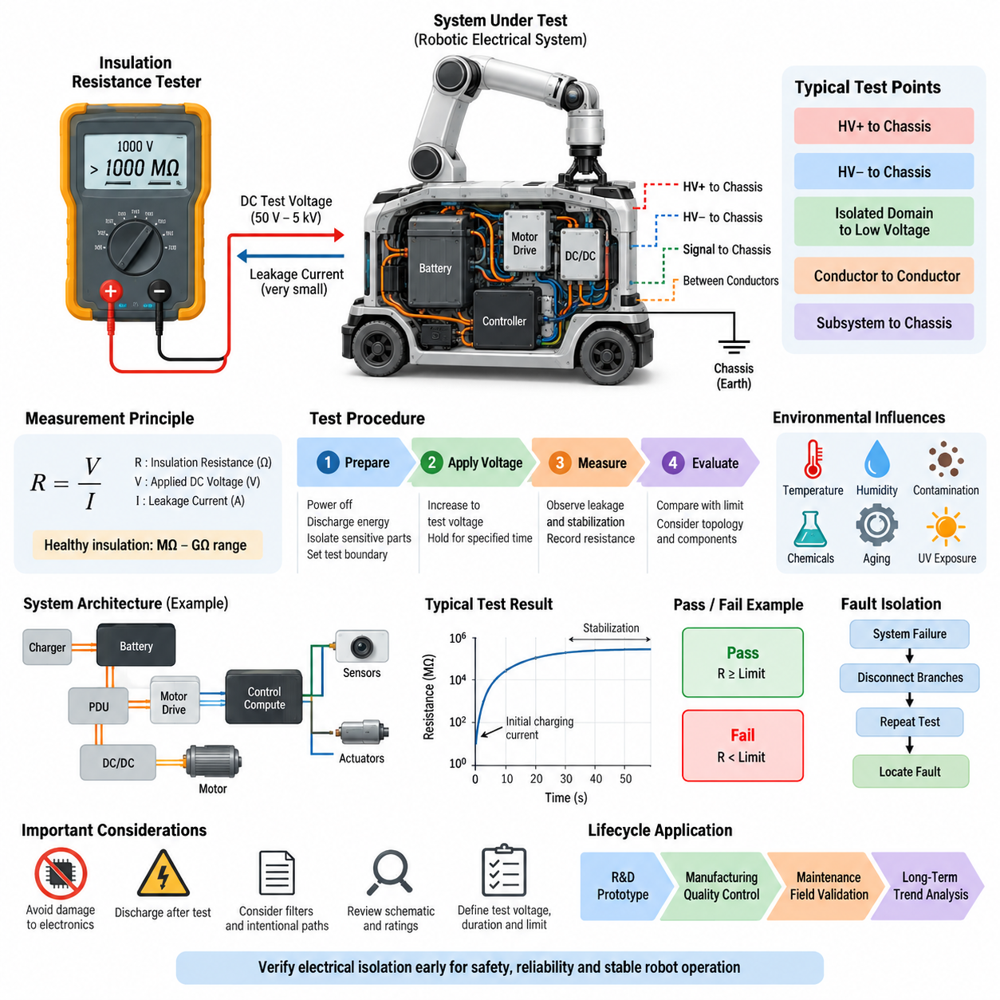 System Under Test
(Robotic Electrical System)
Insulation
Resistance Tester
1000 V
> 1000 MΩ
+
−
DC Test Voltage
(50 V – 5 kV)
Leakage Current
(very small)
Battery
Motor
Drive
DC/DC
Controller
HV+ to Chassis
HV− to Chassis
Signal to Chassis
Between Conductors
Chassis
(Earth)
Typical Test Points
HV+ to Chassis
HV− to Chassis
Isolated Domain
to Low Voltage
Conductor to Conductor
Subsystem to Chassis
Measurement Principle
R = V / I
R : Insulation Resistance (Ω)
V : Applied DC Voltage (V)
I : Leakage Current (A)
Healthy insulation: MΩ – GΩ range
Test Procedure
1 Prepare
Power off
Discharge energy
Isolate sensitive parts
Set test boundary
2 Apply Voltage
Increase to
test voltage
Hold for specified time
3 Measure
Observe leakage
and stabilization
Record resistance
4 Evaluate
Compare with limit
Consider topology
and components
Environmental Influences
Temperature
Humidity
Contamination
Chemicals
Aging
UV Exposure
System Architecture (Example)
Charger
Battery
PDU
Motor
Drive
Control
Compute
DC/DC
Motor
Sensors
Actuators
Typical Test Result
Stabilization
Resistance (MΩ)
10⁶
10⁴
10²
10⁰
Initial charging
current
0 10 20 30 40 50
Time (s)
Pass / Fail Example
Pass
R ≥ Limit
Fail
R < Limit
Fault Isolation
System Failure
Disconnect Branches
Repeat Test
Locate Fault
Important Considerations
Avoid damage
to electronics
Discharge after test
Consider filters
and intentional paths
Review schematic
and ratings
Define test voltage,
duration and limit
Lifecycle Application
R&D
Prototype
Manufacturing
Quality Control
Maintenance
Field Validation
Long-Term
Trend Analysis
Verify electrical isolation early for safety, reliability and stable robot operation